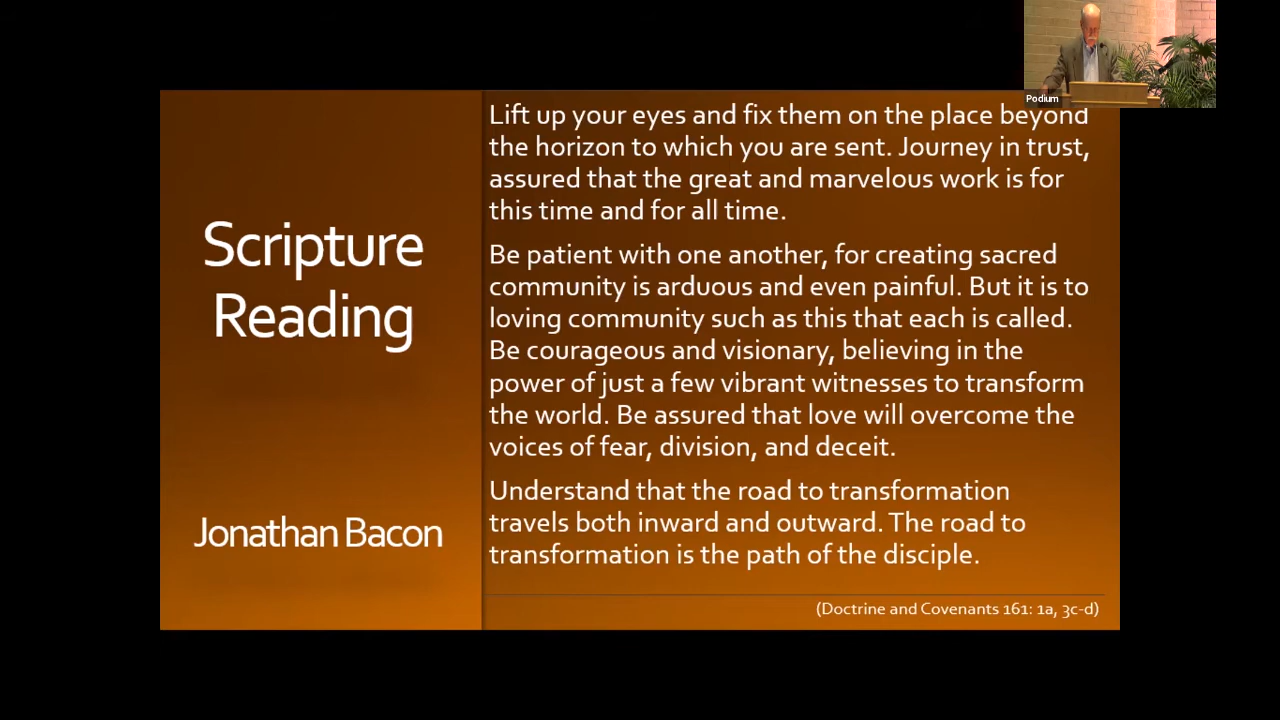 Podium
Scripture
Reading
Jonathan Bacon
Lift up your eyes and fix them on the place beyond
the horizon to which you are sent. Journey in trust,
assured that the great and marvelous work is for
this time and for all time.
Be patient with one another, for creating sacred
community is arduous and even painful. But it is to
loving community such as this that each is called.
Be courageous and visionary, believing in the
power of just a few vibrant witnesses to transform
the world. Be assured that love will overcome the
voices of fear, division, and deceit.
Understand that the road to transformation
travels both inward and outward. The road to
transformation is the path of the disciple.
(Doctrine and Covenants 161: 1a, 3c-d)